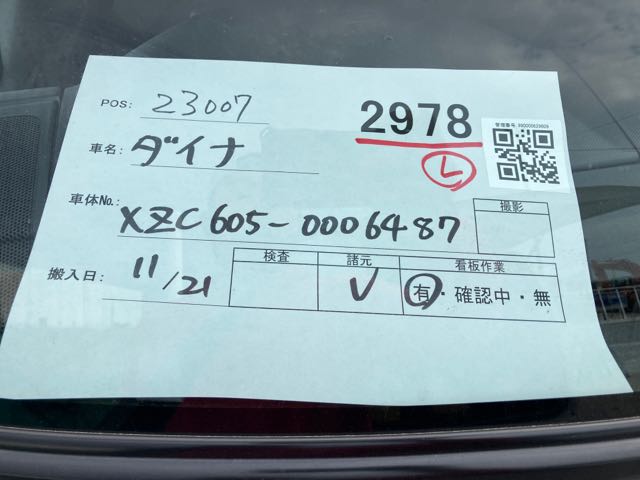 POS: 23007
2978
Ⓛ
車名: ダイナ
車体No.: XZC605-0006487
撮影
搬入日: 11/21
検査 諸元 看板作業
✓ 有・確認中・無